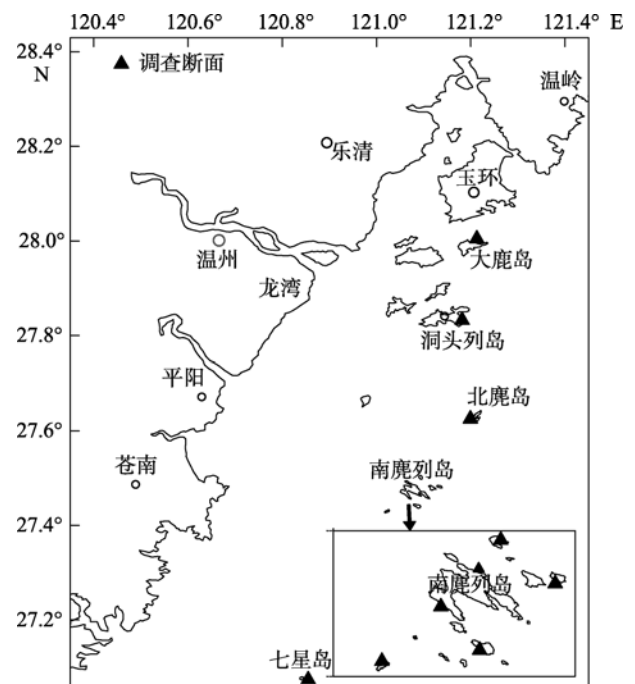 120.4° 120.6° 120.8° 121.0° 121.2° 121.4° E
28.4°
N
▲ 调查断面
温岭
28.2°
乐清
玉环
28.0°
温州
大鹿岛
龙湾
27.8°
洞头列岛
平阳
北麂岛
27.6°
苍南
南麂列岛
27.4°
南麂列岛
27.2°
七星岛